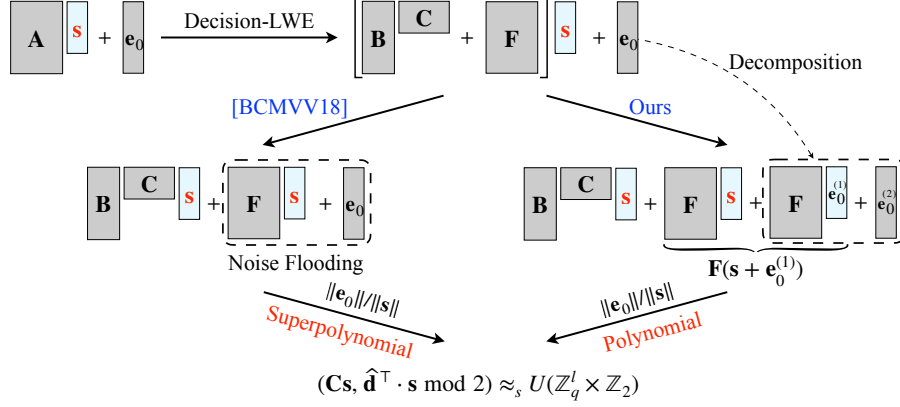 A s + e₀ Decision-LWE [ B C + F ] s + e₀
Decomposition
[BCMVV18] Ours
B C s + F s + e₀ B C s + F s + F e₀⁽¹⁾ + e₀⁽²⁾
Noise Flooding F(s + e₀⁽¹⁾)
‖e₀‖/‖s‖ ‖e₀‖/‖s‖
Superpolynomial Polynomial
(Cs, d̂ᵀ · s mod 2) ≈ₛ U(ℤ_q^l × ℤ₂)